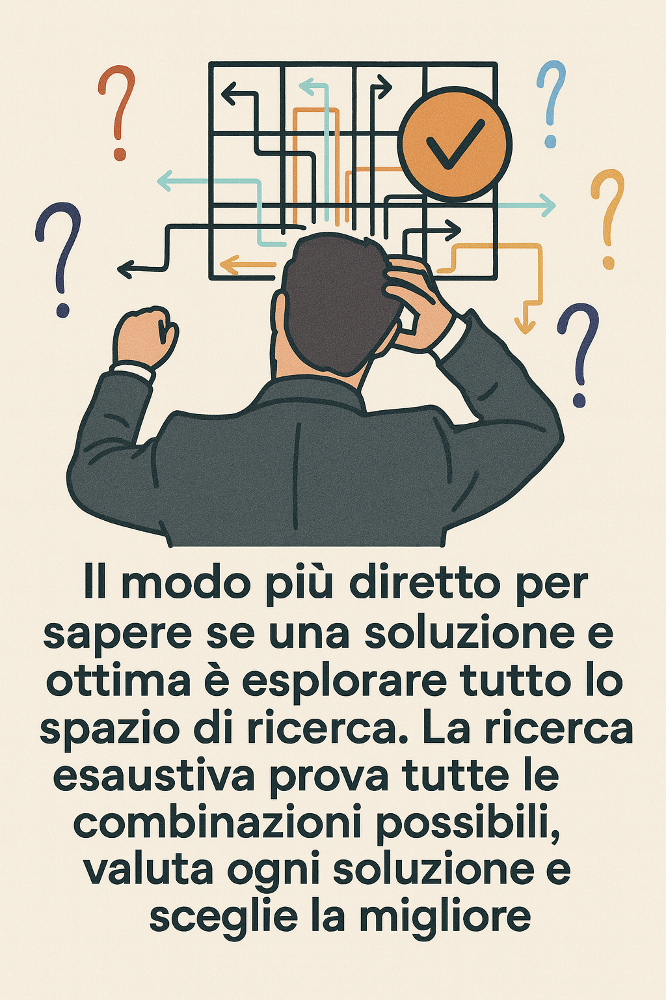 Il modo più diretto per
sapere se una soluzione e
ottima è esplorare tutto lo
spazio di ricerca. La ricerca
esaustiva prova tutte le
combinazioni possibili,
valuta ogni soluzione e
sceglie la migliore